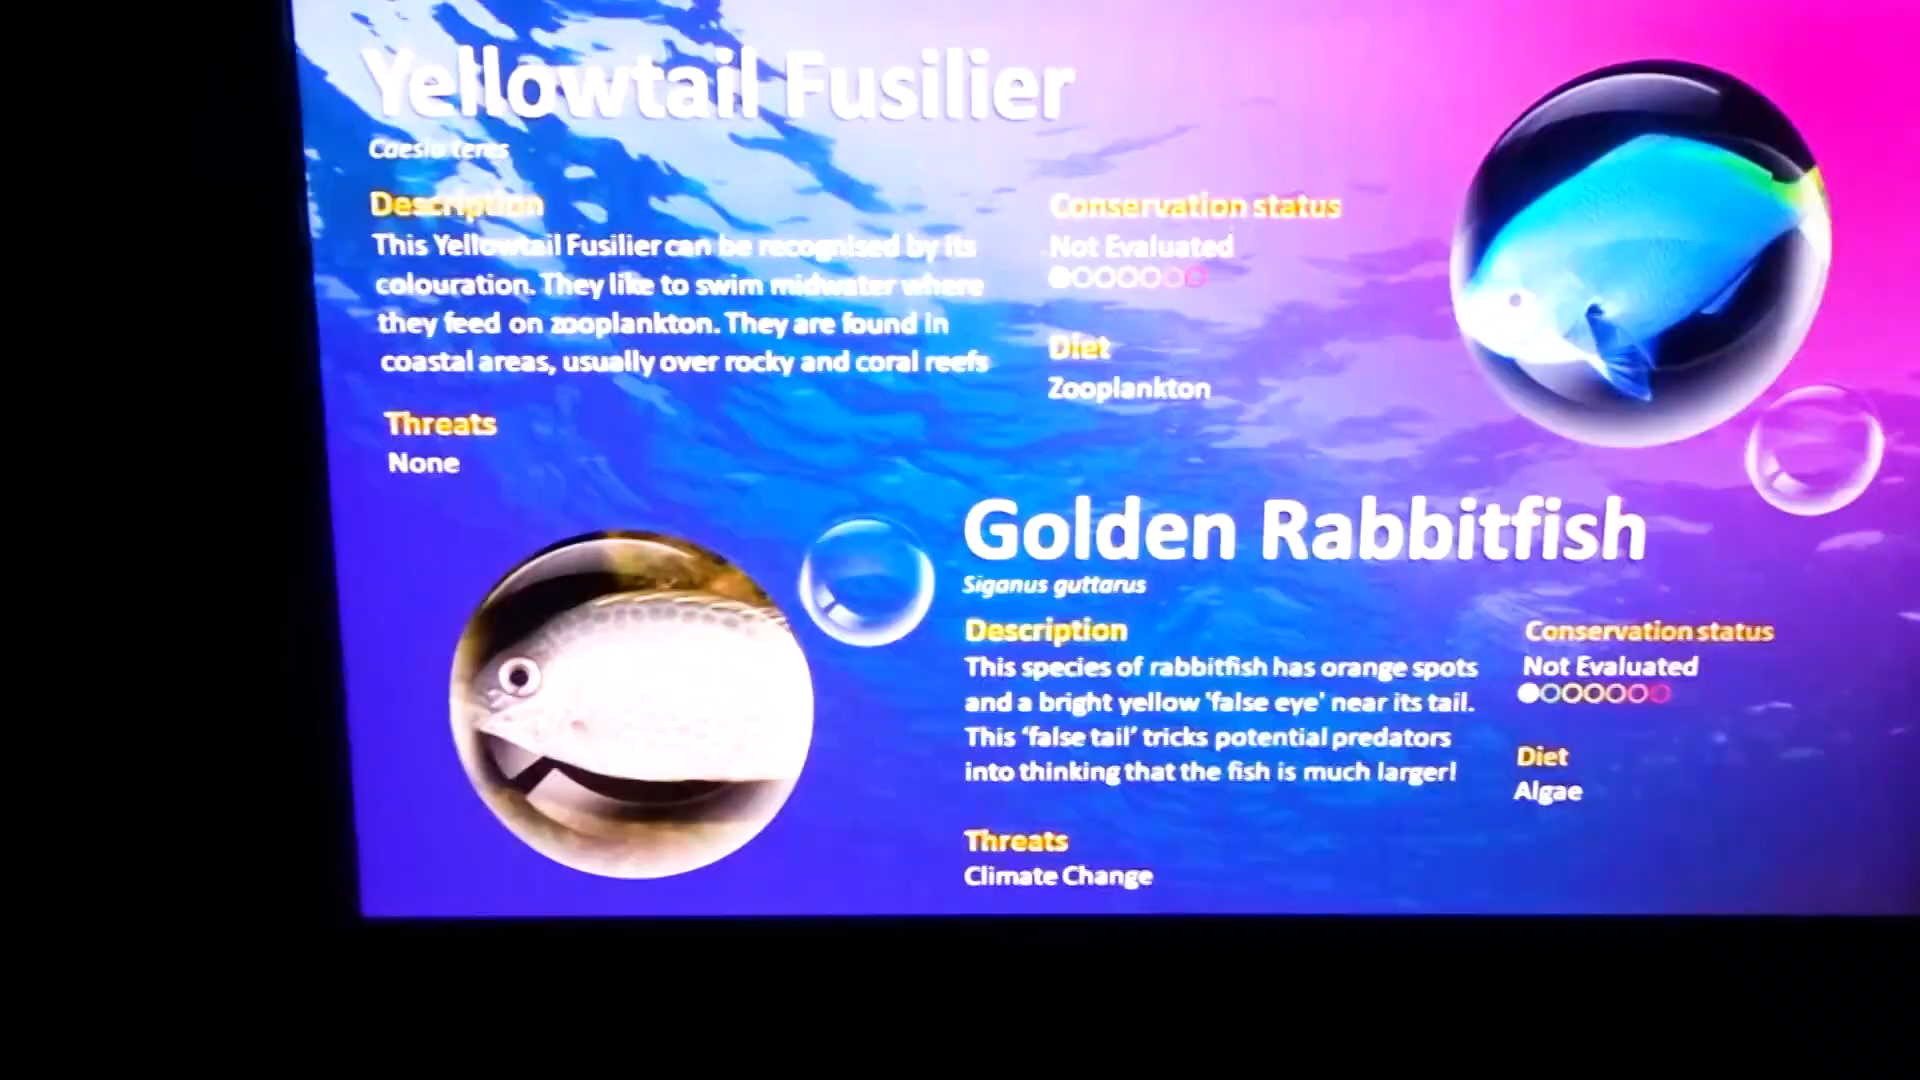 Yellowtail Fusilier
Caesio teres
Description
This Yellowtail Fusilier can be recognised by its
colouration. They like to swim midwater where
they feed on zooplankton. They are found in
coastal areas, usually over rocky and coral reefs
Threats
None
Conservation status
Not Evaluated
Diet
Zooplankton
Golden Rabbitfish
Siganus guttarus
Description
This species of rabbitfish has orange spots
and a bright yellow 'false eye' near its tail.
This ‘false tail’ tricks potential predators
into thinking that the fish is much larger!
Threats
Climate Change
Conservation status
Not Evaluated
Diet
Algae